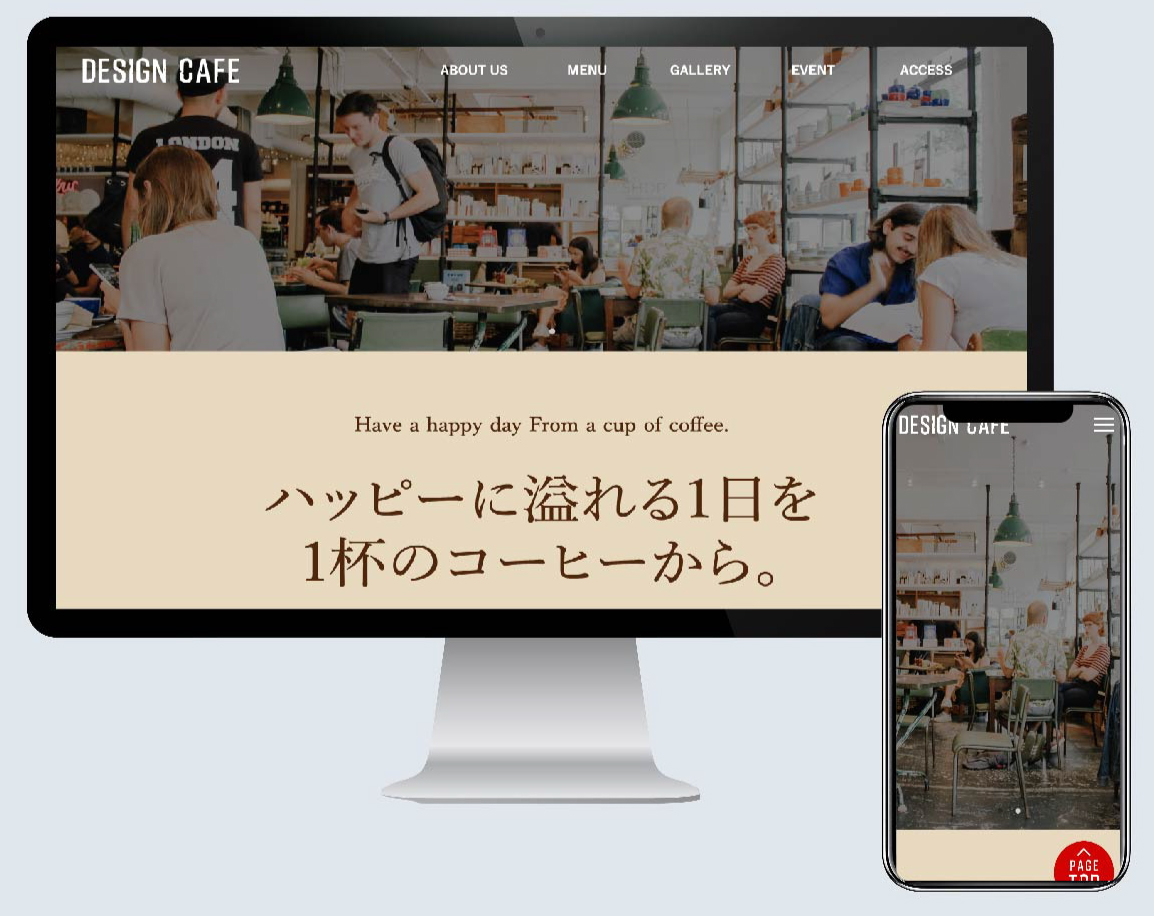 DESIGN CAFE
ABOUT US
MENU
GALLERY
EVENT
ACCESS
LONDON
4
SHOP
Have a happy day From a cup of coffee.
ハッピーに溢れる1日を
1杯のコーヒーから。
DESIGN CAFE
PAGE
TOP